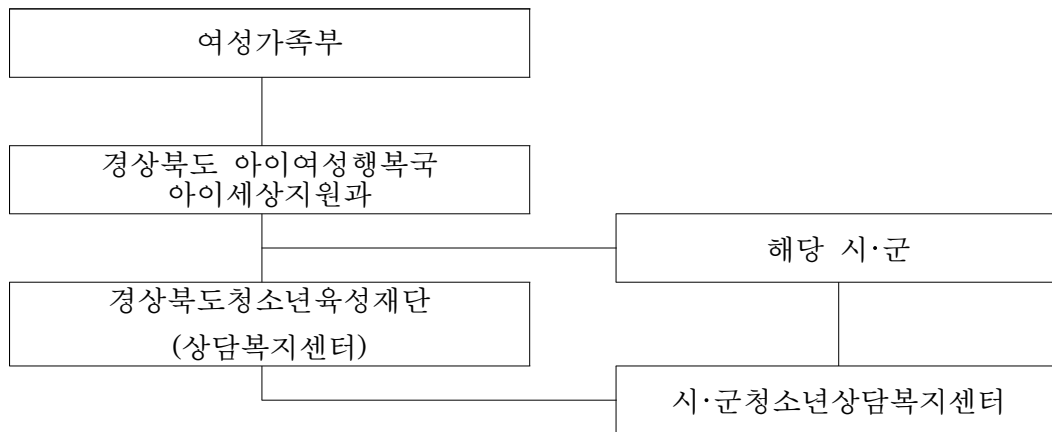 여성가족부
경상북도 아이여성행복국
아이세상지원과
해당 시·군
경상북도청소년육성재단
(상담복지센터)
시·군청소년상담복지센터